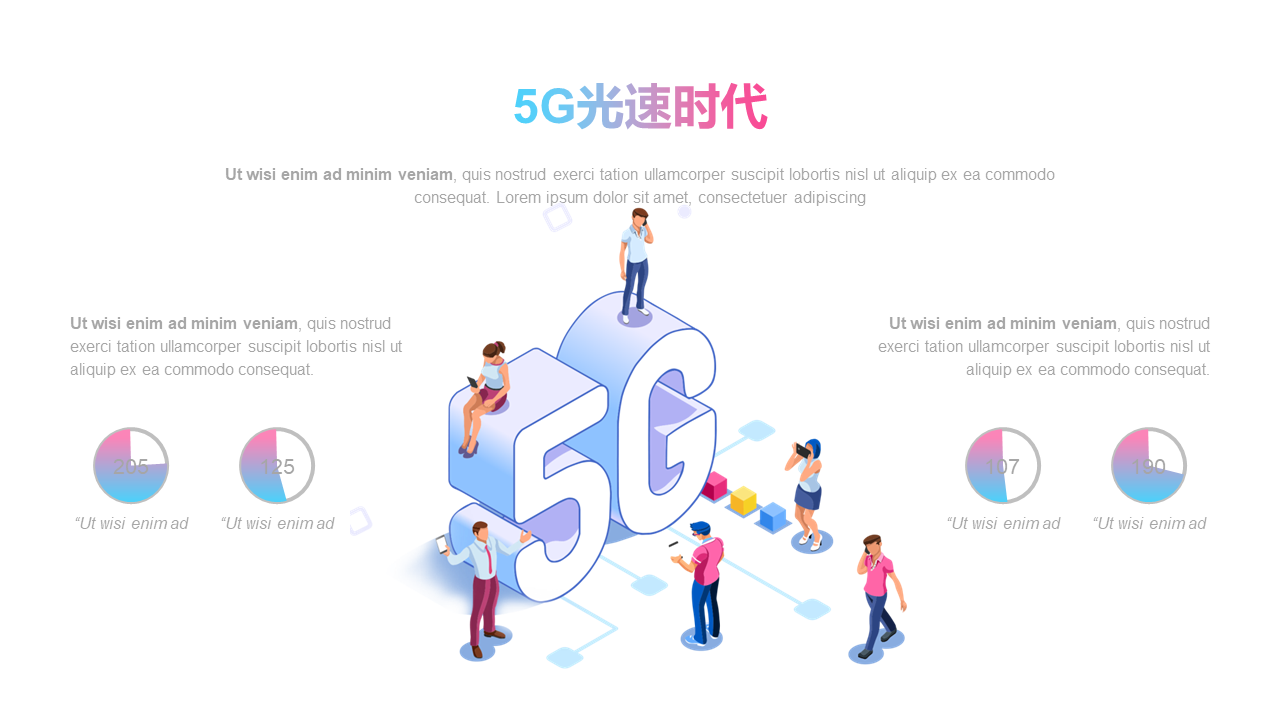 5G光速时代
Ut wisi enim ad minim veniam, quis nostrud exerci tation ullamcorper suscipit lobortis nisl ut aliquip ex ea commodo
consequat. Lorem ipsum dolor sit amet, consectetuer adipiscing
Ut wisi enim ad minim veniam, quis nostrud
exerci tation ullamcorper suscipit lobortis nisl ut
aliquip ex ea commodo consequat.
205
125
“Ut wisi enim ad
“Ut wisi enim ad
5G
Ut wisi enim ad minim veniam, quis nostrud
exerci tation ullamcorper suscipit lobortis nisl ut
aliquip ex ea commodo consequat.
107
190
“Ut wisi enim ad
“Ut wisi enim ad